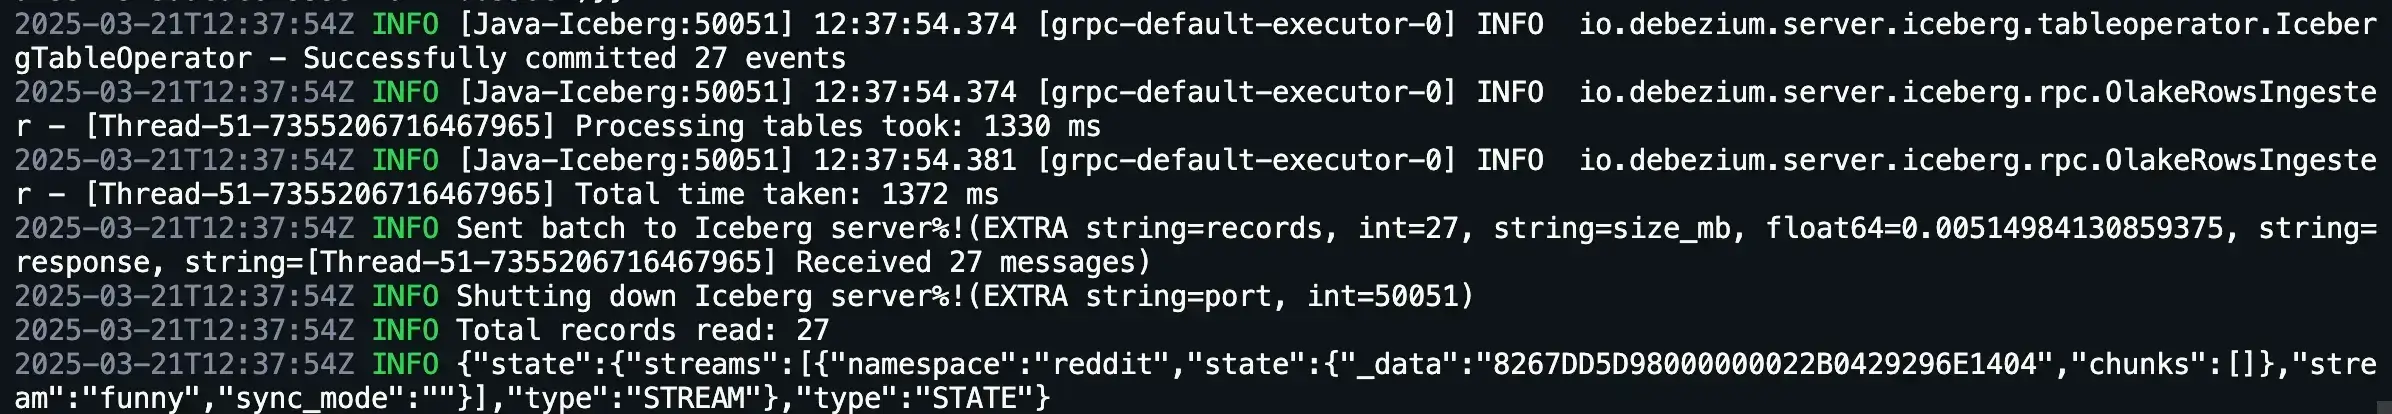 2025-03-21T12:37:54Z INFO [Java-Iceberg:50051] 12:37:54.374 [grpc-default-executor-0] INFO  io.debezium.server.iceberg.tableoperator.Iceber
gTableOperator - Successfully committed 27 events
2025-03-21T12:37:54Z INFO [Java-Iceberg:50051] 12:37:54.374 [grpc-default-executor-0] INFO  io.debezium.server.iceberg.rpc.OlakeRowsIngeste
r - [Thread-51-7355206716467965] Processing tables took: 1330 ms
2025-03-21T12:37:54Z INFO [Java-Iceberg:50051] 12:37:54.381 [grpc-default-executor-0] INFO  io.debezium.server.iceberg.rpc.OlakeRowsIngeste
r - [Thread-51-7355206716467965] Total time taken: 1372 ms
2025-03-21T12:37:54Z INFO Sent batch to Iceberg server%!(EXTRA string=records, int=27, string=size_mb, float64=0.00514984130859375, string=
response, string=[Thread-51-7355206716467965] Received 27 messages)
2025-03-21T12:37:54Z INFO Shutting down Iceberg server%!(EXTRA string=port, int=50051)
2025-03-21T12:37:54Z INFO Total records read: 27
2025-03-21T12:37:54Z INFO {"state":{"streams":[{"namespace":"reddit","state":{"_data":"8267DD5D98000000022B0429296E1404","chunks":[]},"stre
am":"funny","sync_mode":""}],"type":"STREAM"},"type":"STATE"}